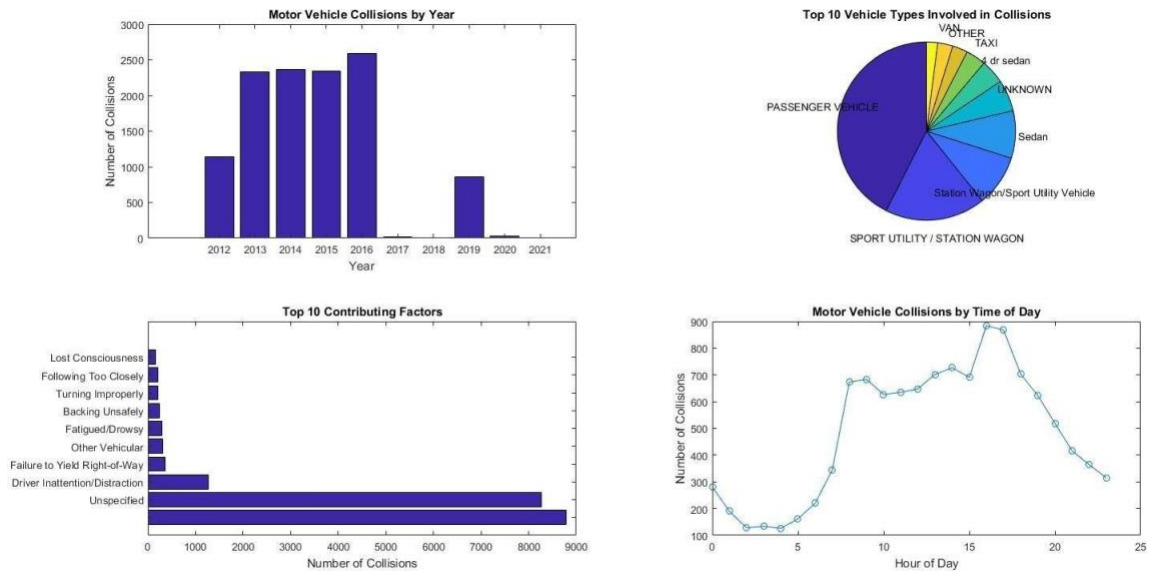 Motor Vehicle Collisions by Year
3000
2500
2000
1500
1000
500
0
Number of Collisions
2012 2013 2014 2015 2016 2017 2018 2019 2020 2021
Year
Top 10 Vehicle Types Involved in Collisions
VAN
OTHER
TAXI
4 dr sedan
UNKNOWN
PASSENGER VEHICLE
Sedan
Station Wagon/Sport Utility Vehicle
SPORT UTILITY / STATION WAGON
Top 10 Contributing Factors
Lost Consciousness
Following Too Closely
Turning Improperly
Backing Unsafely
Fatigued/Drowsy
Other Vehicular
Failure to Yield Right-of-Way
Driver Inattention/Distraction
Unspecified
0 1000 2000 3000 4000 5000 6000 7000 8000 9000
Number of Collisions
Motor Vehicle Collisions by Time of Day
900
800
700
600
500
400
300
200
100
Number of Collisions
0 5 10 15 20 25
Hour of Day